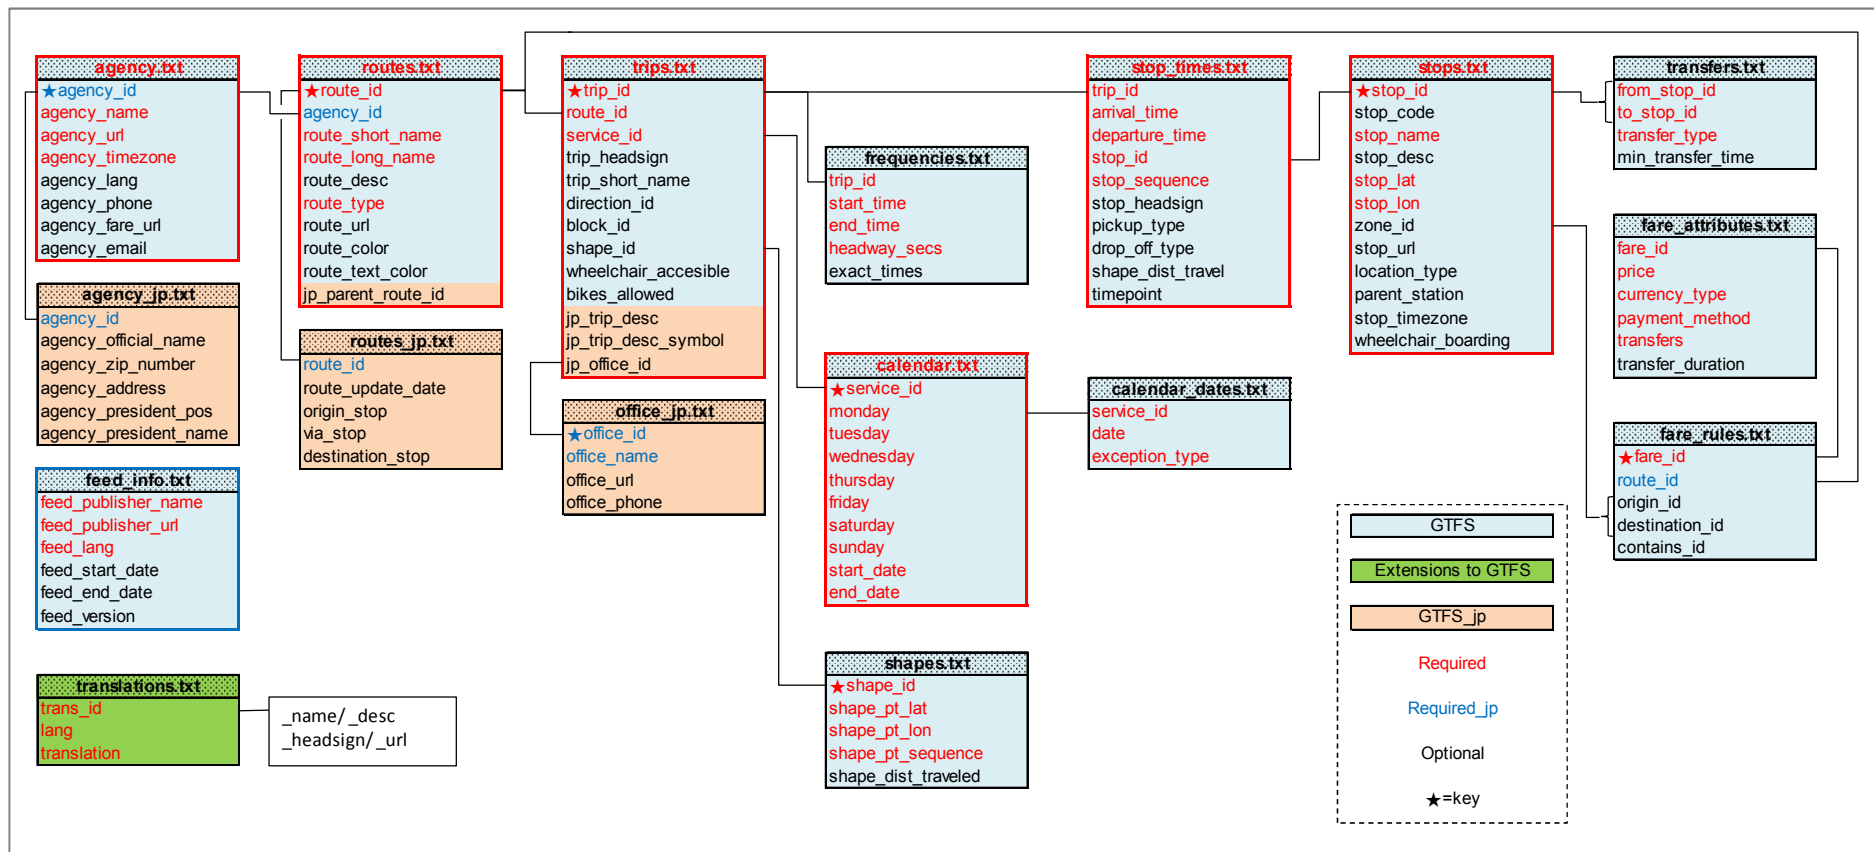 agency.txt
★agency_id
agency_name
agency_url
agency_timezone
agency_lang
agency_phone
agency_fare_url
agency_email
agency_jp.txt
agency_id
agency_official_name
agency_zip_number
agency_address
agency_president_pos
agency_president_name
feed_info.txt
feed_publisher_name
feed_publisher_url
feed_lang
feed_start_date
feed_end_date
feed_version
translations.txt
trans_id
lang
translation
_name/_desc
_headsign/_url
routes.txt
★route_id
agency_id
route_short_name
route_long_name
route_desc
route_type
route_url
route_color
route_text_color
jp_parent_route_id
routes_jp.txt
route_id
route_update_date
origin_stop
via_stop
destination_stop
trips.txt
★trip_id
route_id
service_id
trip_headsign
trip_short_name
direction_id
block_id
shape_id
wheelchair_accesible
bikes_allowed
jp_trip_desc
jp_trip_desc_symbol
jp_office_id
office_jp.txt
★office_id
office_name
office_url
office_phone
frequencies.txt
trip_id
start_time
end_time
headway_secs
exact_times
calendar.txt
★service_id
monday
tuesday
wednesday
thursday
friday
saturday
sunday
start_date
end_date
shapes.txt
★shape_id
shape_pt_lat
shape_pt_lon
shape_pt_sequence
shape_dist_traveled
stop_times.txt
trip_id
arrival_time
departure_time
stop_id
stop_sequence
stop_headsign
pickup_type
drop_off_type
shape_dist_travel
timepoint
calendar_dates.txt
service_id
date
exception_type
stops.txt
★stop_id
stop_code
stop_name
stop_desc
stop_lat
stop_lon
zone_id
stop_url
location_type
parent_station
stop_timezone
wheelchair_boarding
transfers.txt
from_stop_id
to_stop_id
transfer_type
min_transfer_time
fare_attributes.txt
fare_id
price
currency_type
payment_method
transfers
transfer_duration
fare_rules.txt
★fare_id
route_id
origin_id
destination_id
contains_id
GTFS
Extensions to GTFS
GTFS_jp
Required
Required_jp
Optional
★=key